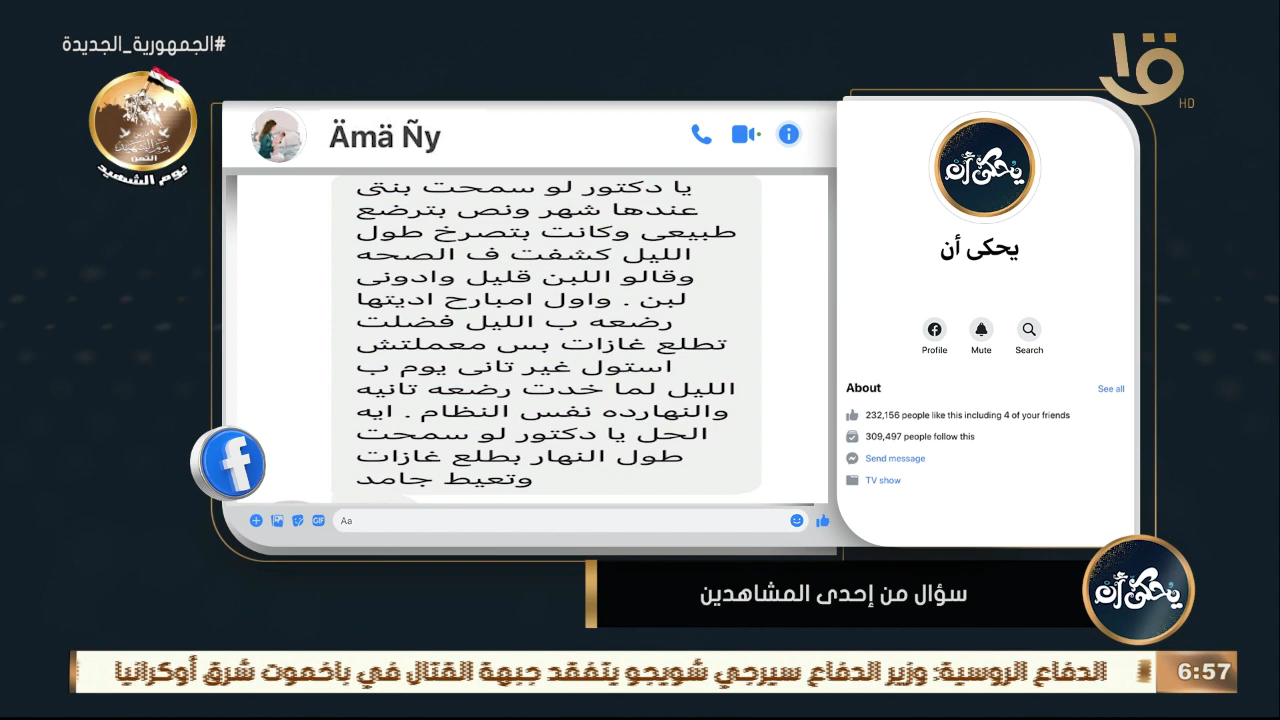 #الجمهورية_الجديدة
HD
يوم الشهيد
Ämä Ñy
يا دكتور لو سمحت بنتى
عندها شهر ونص بترضع
طبيعى وكانت بتصرخ طول
الليل كشفت ف الصحه
وقالو اللبن قليل وادونى
لبن . واول امبارح اديتها
رضعه ب الليل فضلت
تطلع غازات بس معملتش
استول غير تانى يوم ب
الليل لما خدت رضعه تانيه
والنهارده نفس النظام . ايه
الحل يا دكتور لو سمحت
طول النهار بطلع غازات
وتعيط جامد
GIF
Aa
يحكى أن
يحكى أن
Profile
Mute
Search
About
See all
232,156 people like this including 4 of your friends
309,497 people follow this
Send message
TV show
سؤال من إحدى المشاهدين
يحكى أن
الدفاع الروسية: وزير الدفاع سيرجي شويجو يتفقد جبهة القتال في باخموت شرق أوكرانيا
6:57